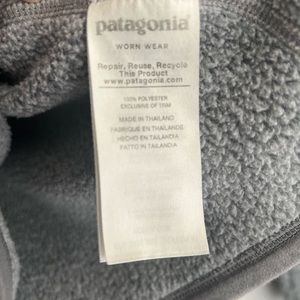 patagonia
WORN WEAR
Repair, Reuse, Recycle
This Product
www.patagonia.com
100% POLYESTER
EXCLUSIVE OF TRIM
MADE IN THAILAND
FABRIQUÉ EN THAILANDE
HECHO EN TAILANDIA
FATTO IN TAILANDIA